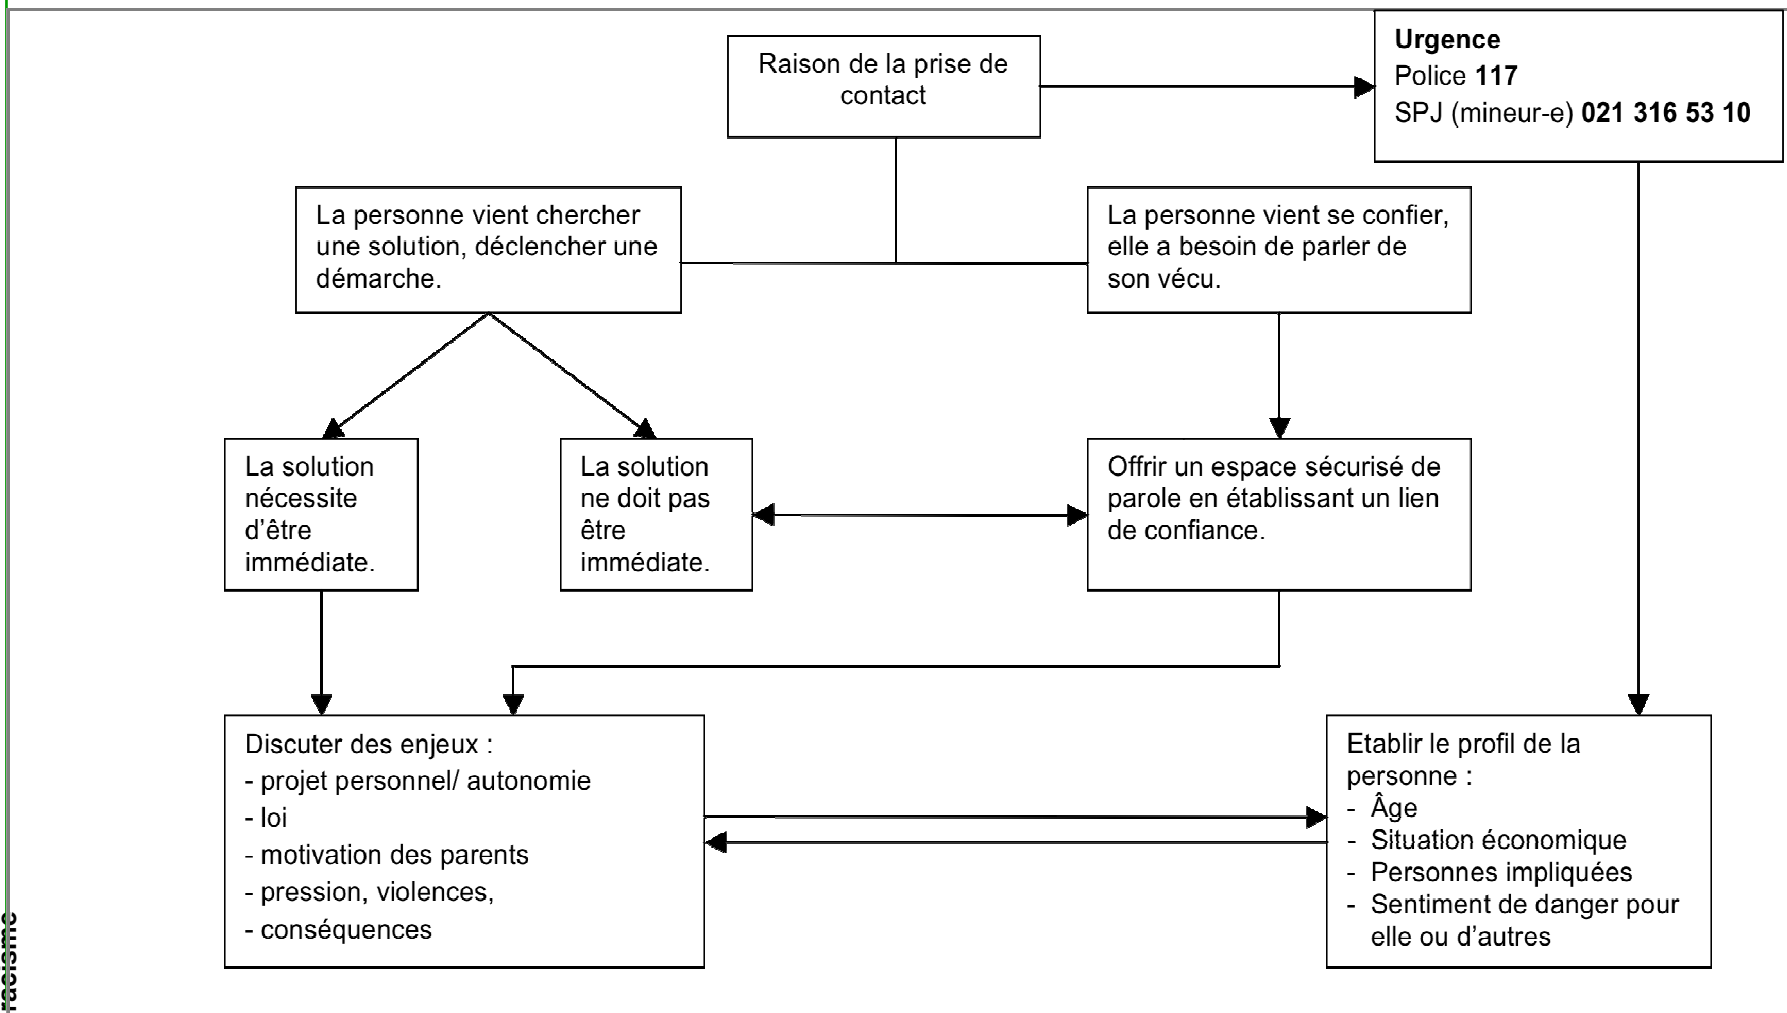 Raison de la prise de
contact
Urgence
Police 117
SPJ (mineur-e) 021 316 53 10
La personne vient chercher
une solution, déclencher une
démarche.
La personne vient se confier,
elle a besoin de parler de
son vécu.
La solution
nécessite
d’être
immédiate.
La solution
ne doit pas
être
immédiate.
Offrir un espace sécurisé de
parole en établissant un lien
de confiance.
Discuter des enjeux :
- projet personnel/ autonomie
- loi
- motivation des parents
- pression, violences,
- conséquences
Etablir le profil de la
personne :
- Âge
- Situation économique
- Personnes impliquées
- Sentiment de danger pour
elle ou d’autres
racisme